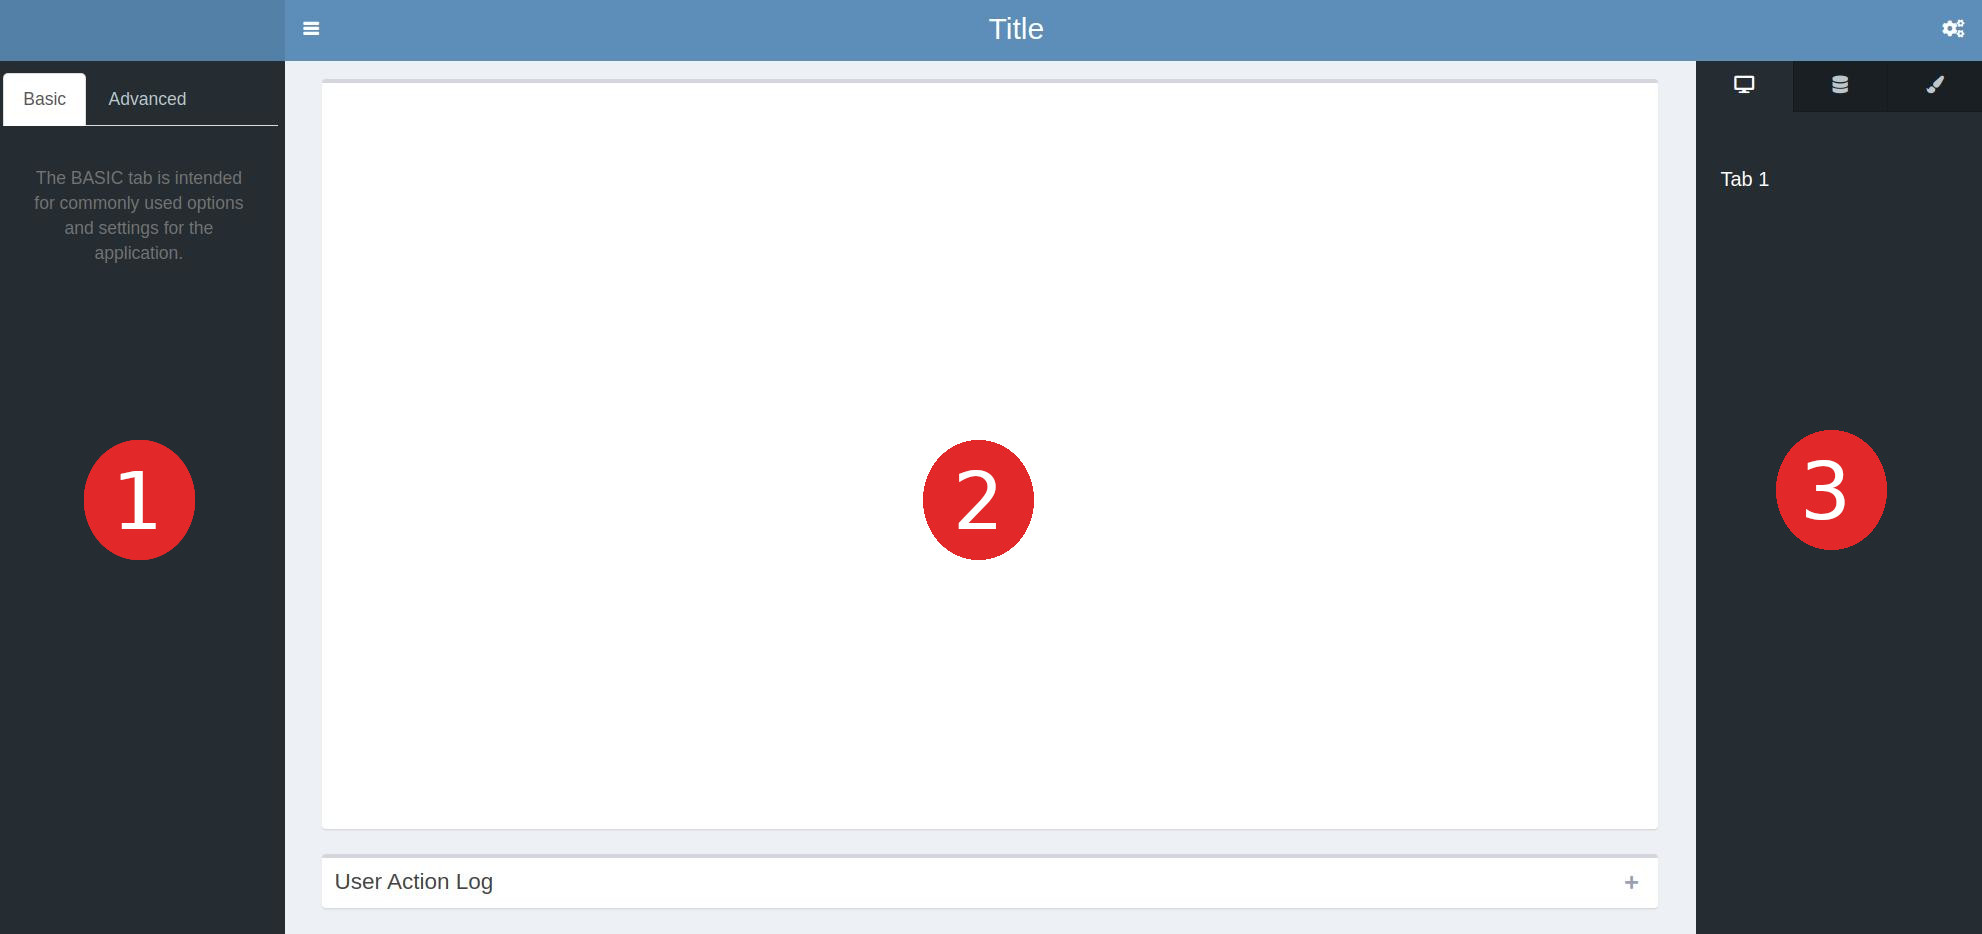 Title
Basic
Advanced
The BASIC tab is intended
for commonly used options
and settings for the
application.
1
2
Tab 1
3
User Action Log